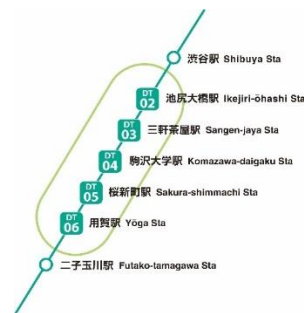 渋谷駅 Shibuya Sta
DT 02 池尻大橋駅 Ikejiri-ōhashi Sta
DT 03 三軒茶屋駅 Sangen-jaya Sta
DT 04 駒沢大学駅 Komazawa-daigaku Sta
DT 05 桜新町駅 Sakura-shimmachi Sta
DT 06 用賀駅 Yōga Sta
二子玉川駅 Futako-tamagawa Sta